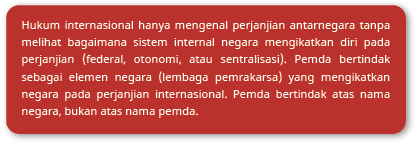 Hukum internasional hanya mengenal perjanjian antarnegara tanpa
melihat bagaimana sistem internal negara mengikatkan diri pada
perjanjian (federal, otonomi, atau sentralisasi). Pemda bertindak
sebagai elemen negara (lembaga pemrakarsa) yang mengikatkan
negara pada perjanjian internasional. Pemda bertindak atas nama
negara, bukan atas nama pemda.